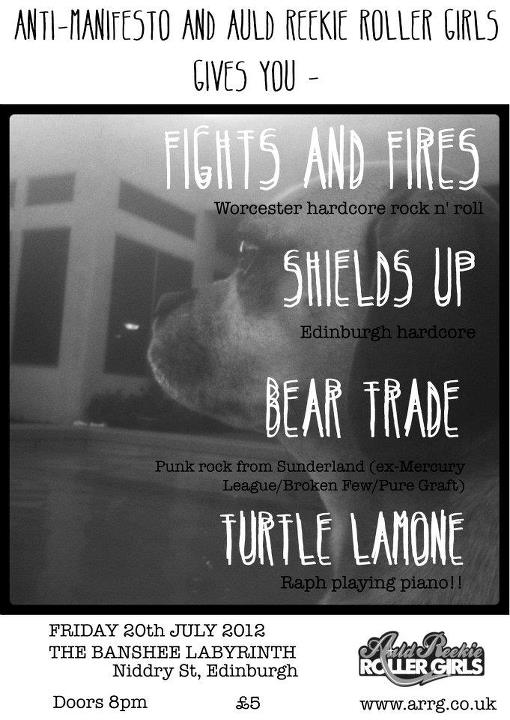 ANTI-MANIFESTO AND AULD REEKIE ROLLER GIRLS
GIVES YOU -
FIGHTS AND FIRES
Worcester hardcore rock n' roll
SHIELDS UP
Edinburgh hardcore
BEAR TRADE
Punk rock from Sunderland (ex-Mercury
League/Broken Few/Pure Graft)
TURTLE LAMONE
Raph playing piano!!
FRIDAY 20th JULY 2012
THE BANSHEE LABYRINTH
Niddry St, Edinburgh
Doors 8pm £5
Auld Reekie
ROLLER GIRLS
www.arrg.co.uk